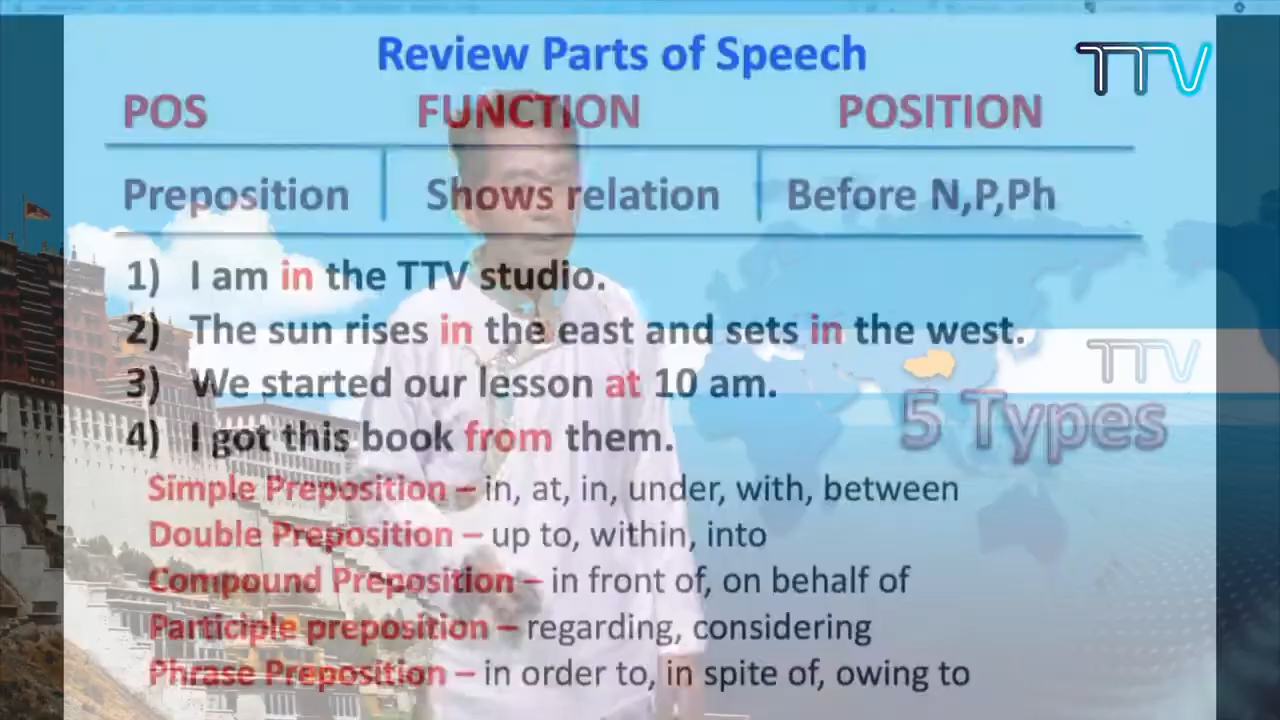 Review Parts of Speech
TTV
POS FUNCTION POSITION
Preposition Shows relation Before N,P,Ph
1) I am in the TTV studio.
2) The sun rises in the east and sets in the west.
TTV
3) We started our lesson at 10 am.
5 Types
4) I got this book from them.
Simple Preposition – in, at, in, under, with, between
Double Preposition – up to, within, into
Compound Preposition – in front of, on behalf of
Participle preposition – regarding, considering
Phrase Preposition – in order to, in spite of, owing to